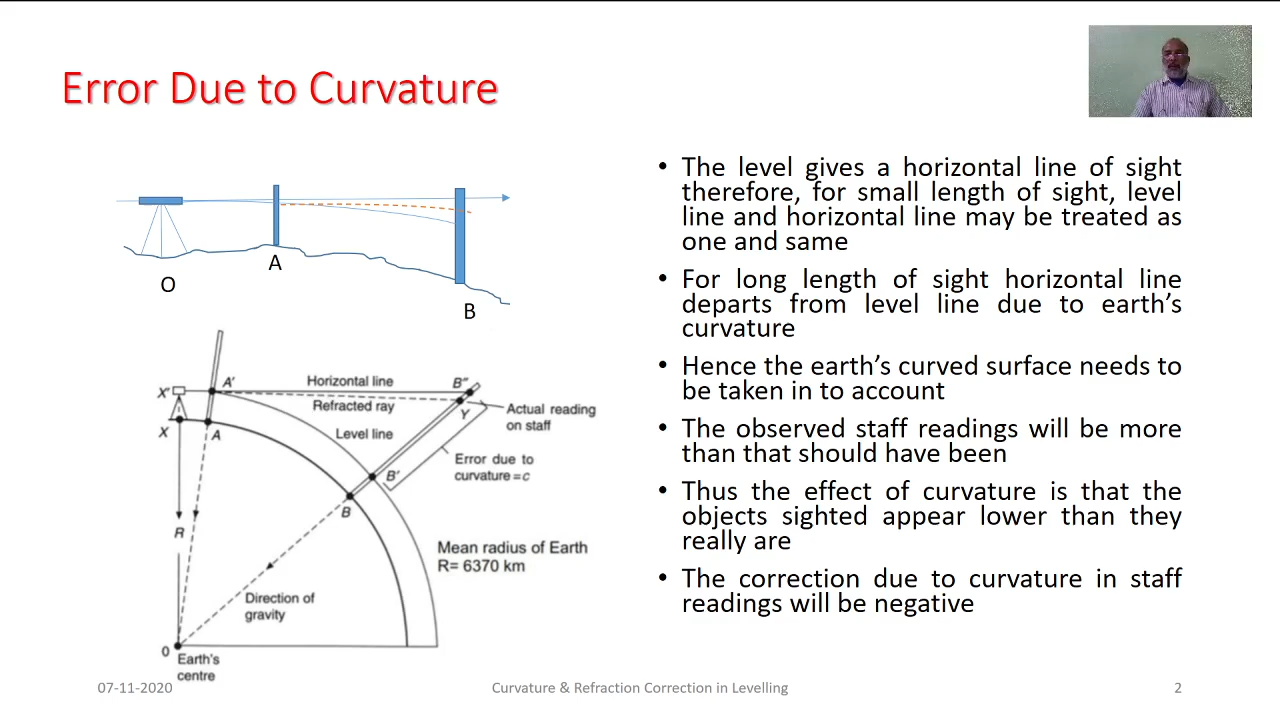 Error Due to Curvature
O
A
B
X'
A'
Horizontal line
B"
Refracted ray
Y
Actual reading
on staff
X
A
Level line
Error due to
curvature = c
B'
B
R
Mean radius of Earth
R= 6370 km
Direction of
gravity
0
Earth's
centre
• The level gives a horizontal line of sight
therefore, for small length of sight, level
line and horizontal line may be treated as
one and same
• For long length of sight horizontal line
departs from level line due to earth's
curvature
• Hence the earth's curved surface needs to
be taken in to account
• The observed staff readings will be more
than that should have been
• Thus the effect of curvature is that the
objects sighted appear lower than they
really are
• The correction due to curvature in staff
readings will be negative
07-11-2020
Curvature & Refraction Correction in Levelling
2